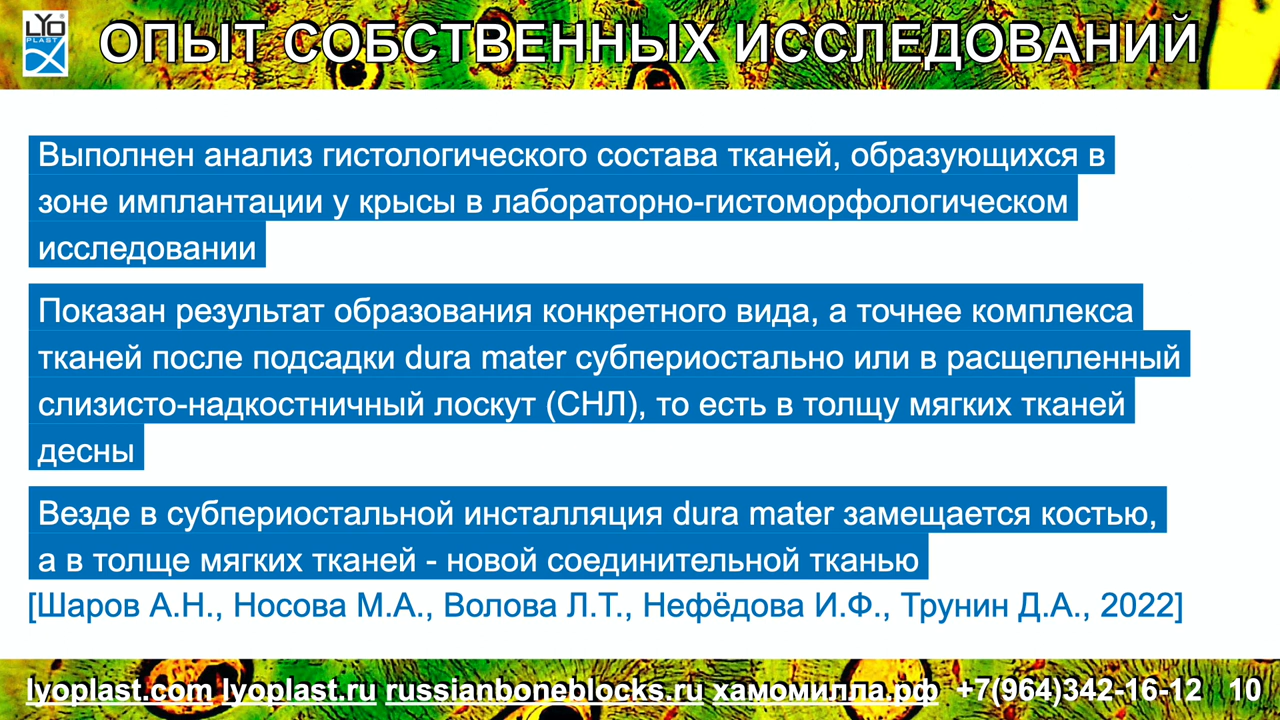 LYO
PLAST
ОПЫТ СОБСТВЕННЫХ ИССЛЕДОВАНИЙ
Выполнен анализ гистологического состава тканей, образующихся в
зоне имплантации у крысы в лабораторно-гистоморфологическом
исследовании
Показан результат образования конкретного вида, а точнее комплекса
тканей после подсадки dura mater субпериостально или в расщепленный
слизисто-надкостничный лоскут (СНЛ), то есть в толщу мягких тканей
десны
Везде в субпериостальной инсталляция dura mater замещается костью,
а в толще мягких тканей - новой соединительной тканью
[Шаров А.Н., Носова М.А., Волова Л.Т., Нефёдова И.Ф., Трунин Д.А., 2022]
lyoplast.com lyoplast.ru russianboneblocks.ru хамомилла.рф +7(964)342-16-12 10